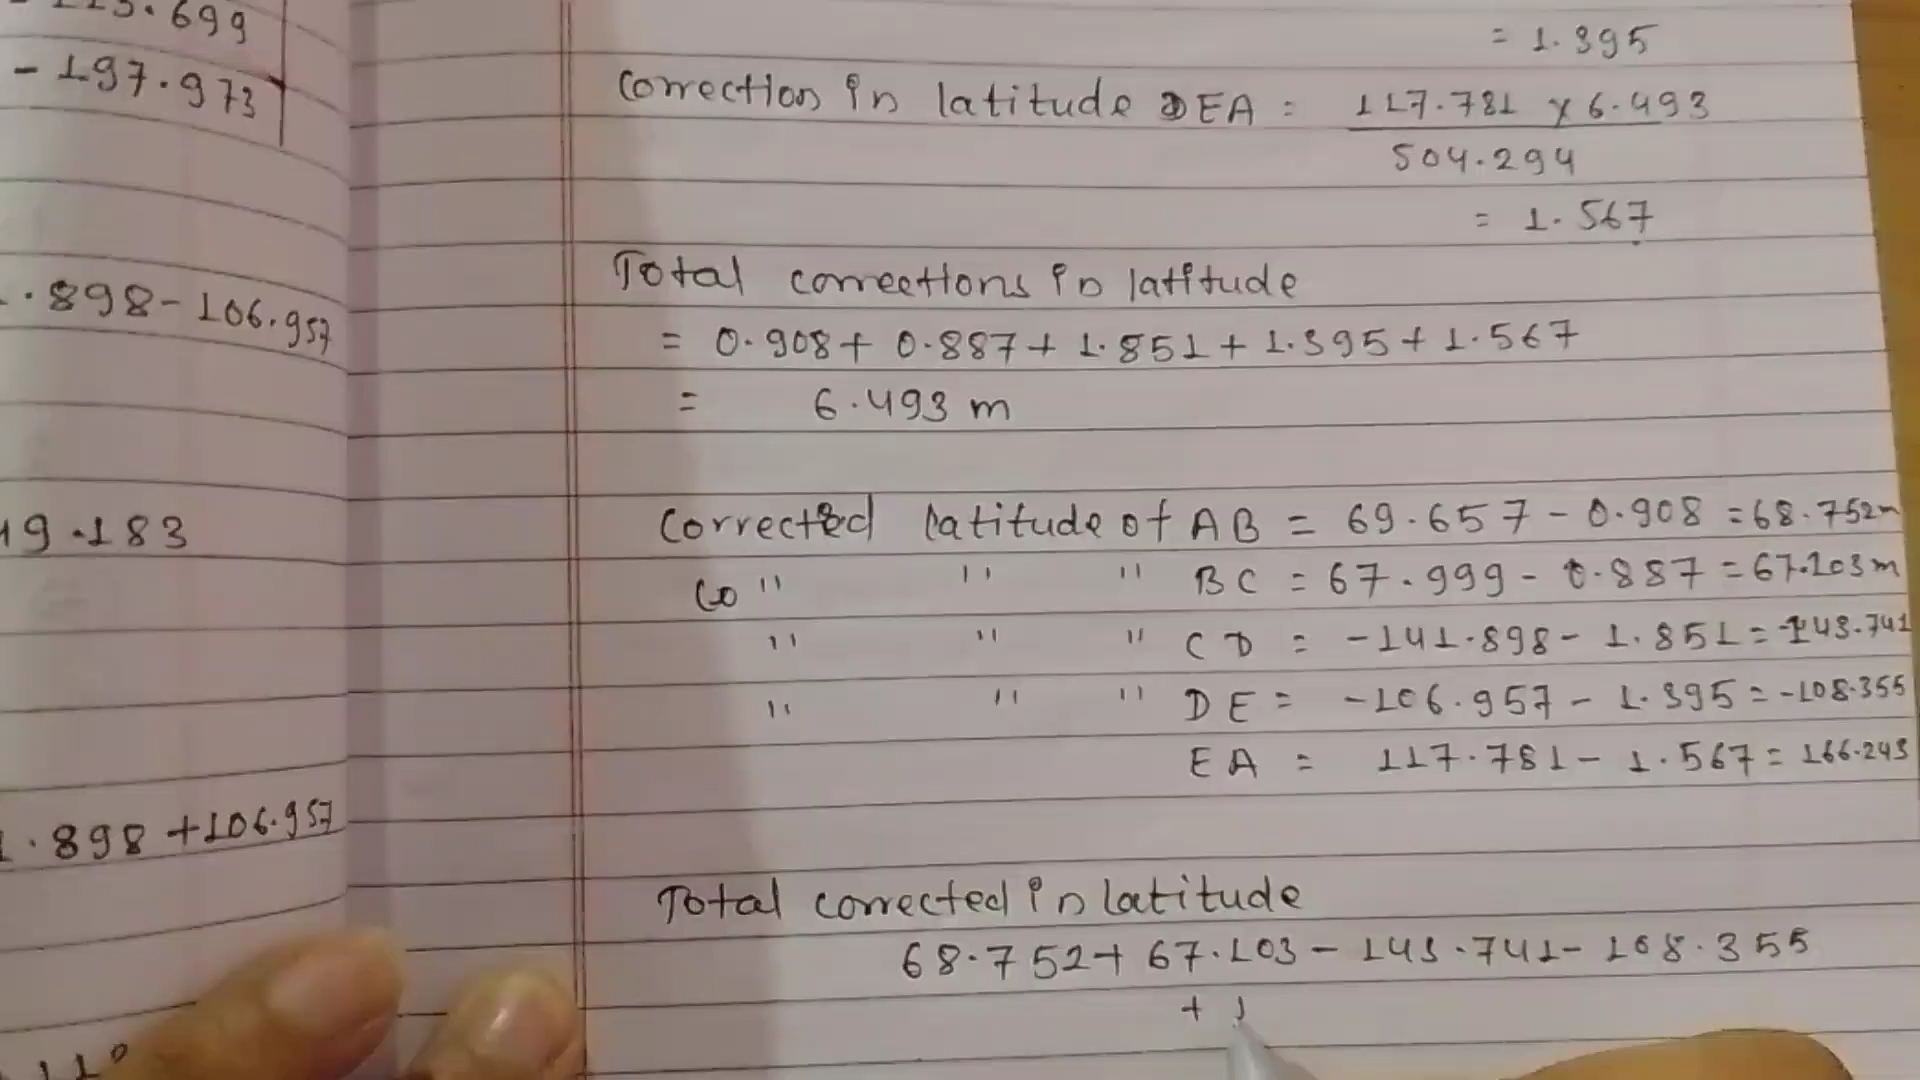 .699
- 197.973
.898 - 106.957
19.183
.898 + 106.957
110
= 1.395
Correction in latitude EA = 117.781 x 6.493
504.294
= 1.567
Total corrections in latitude
= 0.908 + 0.887 + 1.851 + 1.395 + 1.567
= 6.493 m
Corrected latitude of AB = 69.657 - 0.908 = 68.752m
Co " " " BC = 67.999 - 0.887 = 67.103m
" " " CD = -141.898 - 1.851 = -143.741
" " " DE = -106.957 - 1.395 = -108.355
EA = 117.781 - 1.567 = 166.243
Total corrected in latitude
68.752 + 67.103 - 143.741 - 108.355
+